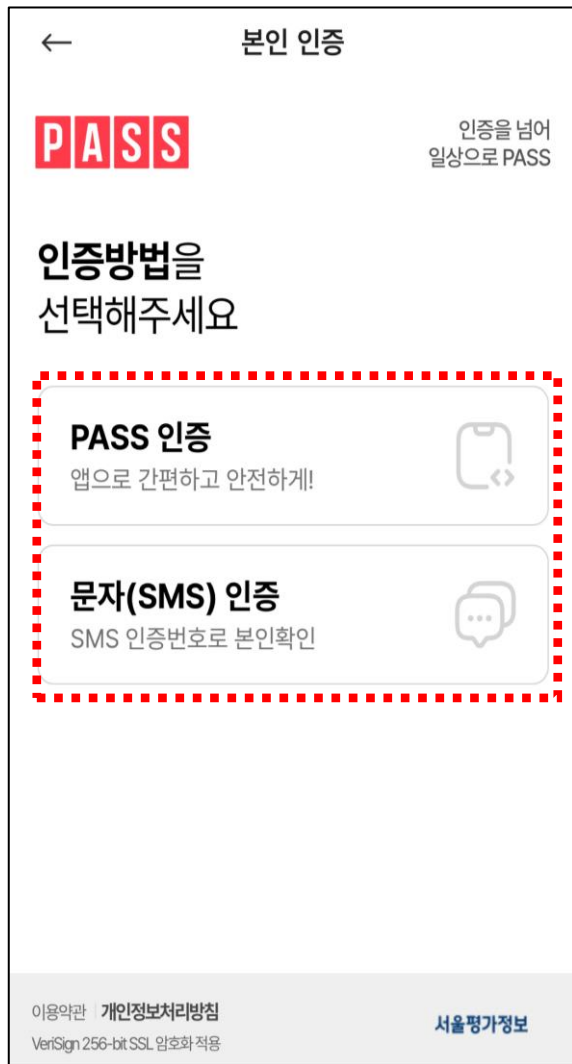 본인 인증
PASS
인증을 넘어
일상으로 PASS
인증방법을
선택해주세요
PASS 인증
앱으로 간편하고 안전하게!
문자(SMS) 인증
SMS 인증번호로 본인확인
이용약관 | 개인정보처리방침
VeriSign 256-bit SSL 암호화 적용
서울평가정보